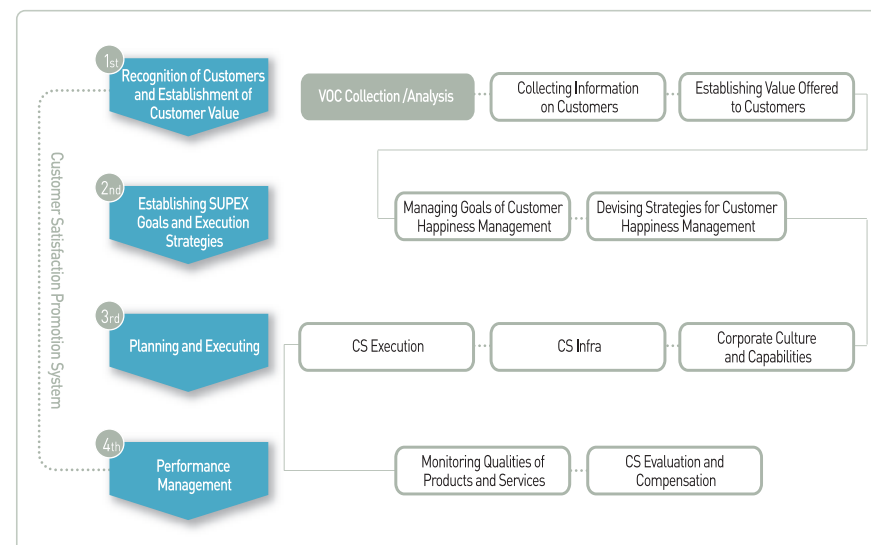 1st
Recognition of Customers
and Establishment of
Customer Value
VOC Collection /Analysis
Collecting Information
on Customers
Establishing Value Offered
to Customers
Customer Satisfaction Promotion System
2nd
Establishing SUPEX
Goals and Execution
Strategies
Managing Goals of Customer
Happiness Management
Devising Strategies for Customer
Happiness Management
3rd
Planning and Executing
CS Execution
CS Infra
Corporate Culture
and Capabilities
4th
Performance
Management
Monitoring Qualities of
Products and Services
CS Evaluation and
Compensation